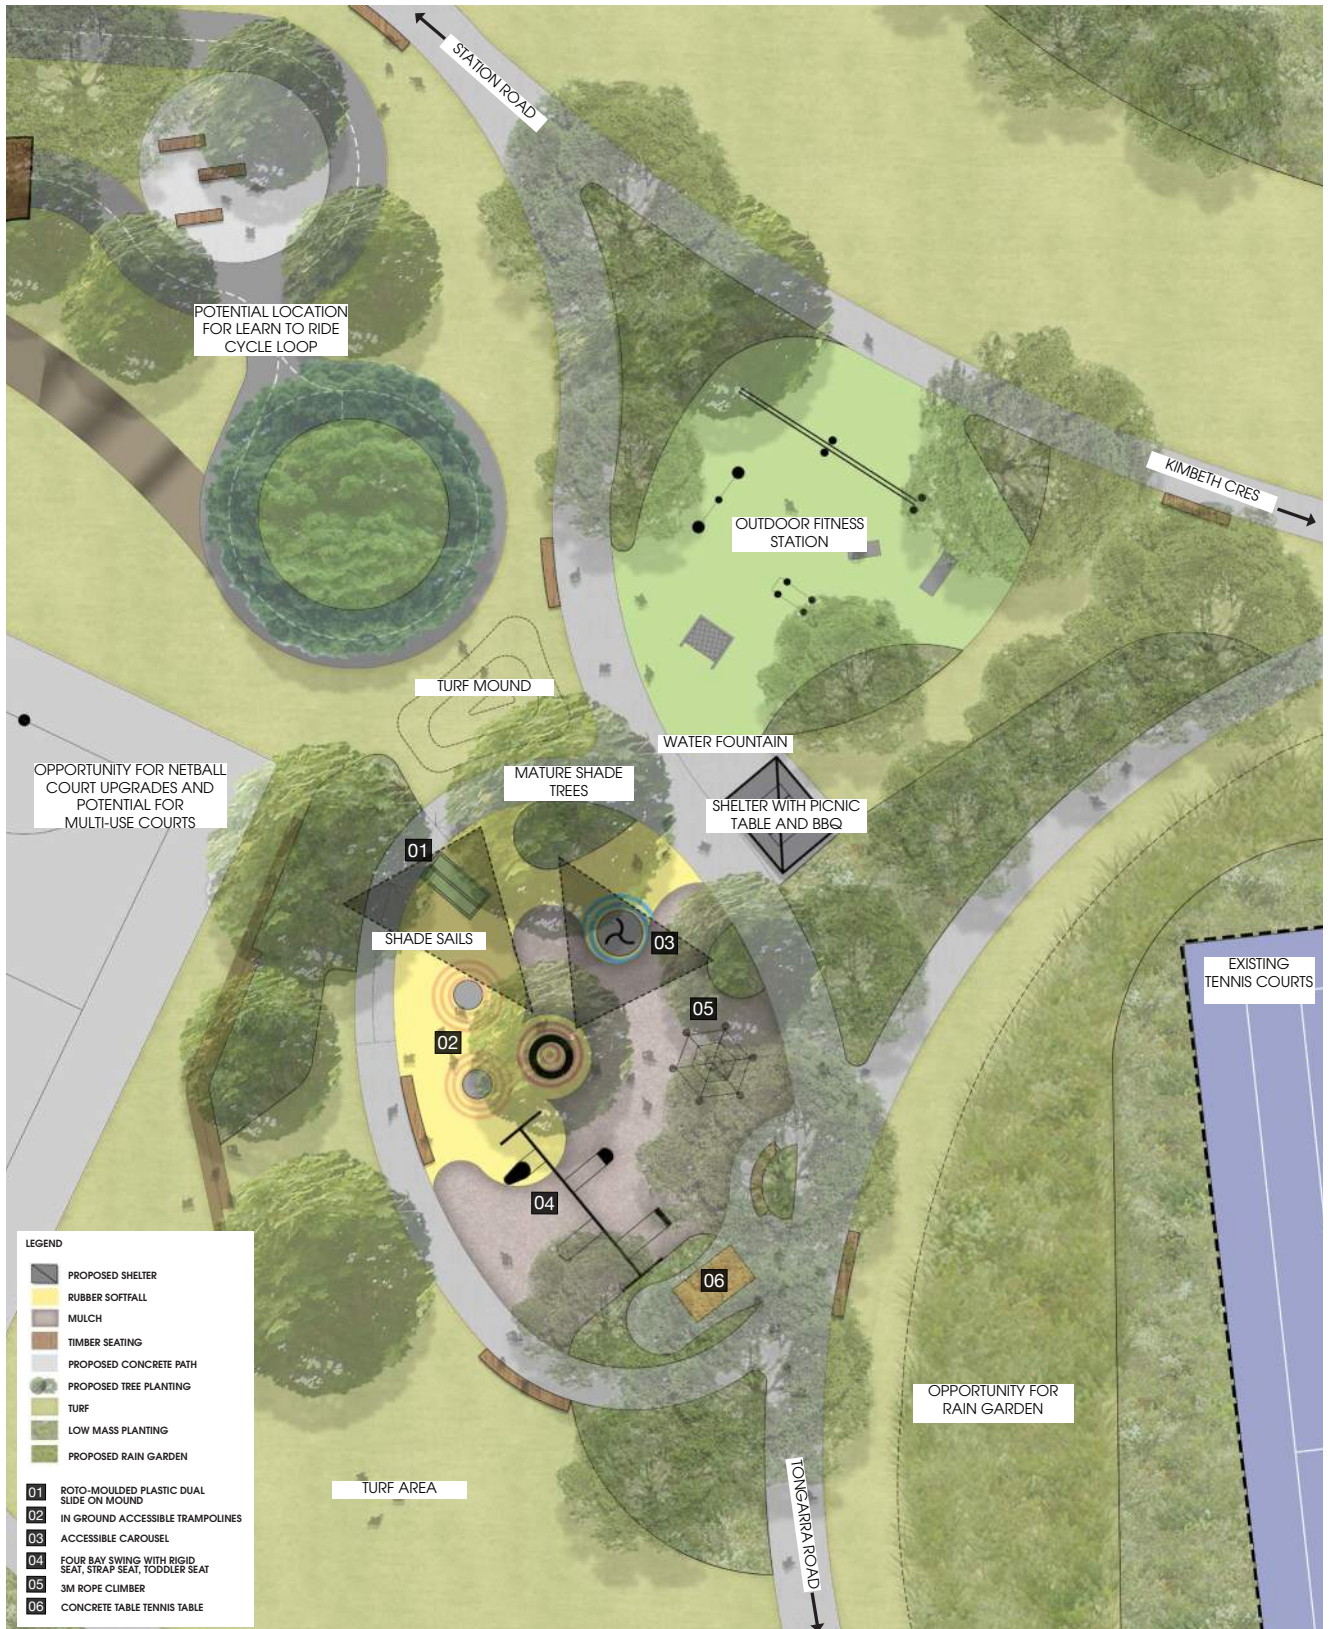 STATION ROAD
POTENTIAL LOCATION
FOR LEARN TO RIDE
CYCLE LOOP
KIMBETH CRES
OUTDOOR FITNESS
STATION
TURF MOUND
WATER FOUNTAIN
OPPORTUNITY FOR NETBALL
COURT UPGRADES AND
POTENTIAL FOR
MULTI-USE COURTS
MATURE SHADE
TREES
SHELTER WITH PICNIC
TABLE AND BBQ
01
SHADE SAILS
03
EXISTING
TENNIS COURTS
05
02
04
06
OPPORTUNITY FOR
RAIN GARDEN
TURF AREA
TONGARRA ROAD
LEGEND
PROPOSED SHELTER
RUBBER SOFTFALL
MULCH
TIMBER SEATING
PROPOSED CONCRETE PATH
PROPOSED TREE PLANTING
TURF
LOW MASS PLANTING
PROPOSED RAIN GARDEN
01 ROTO-MOULDED PLASTIC DUAL
SLIDE ON MOUND
02 IN GROUND ACCESSIBLE TRAMPOLINES
03 ACCESSIBLE CAROUSEL
04 FOUR BAY SWING WITH RIGID
SEAT, STRAP SEAT, TODDLER SEAT
05 3M ROPE CLIMBER
06 CONCRETE TABLE TENNIS TABLE